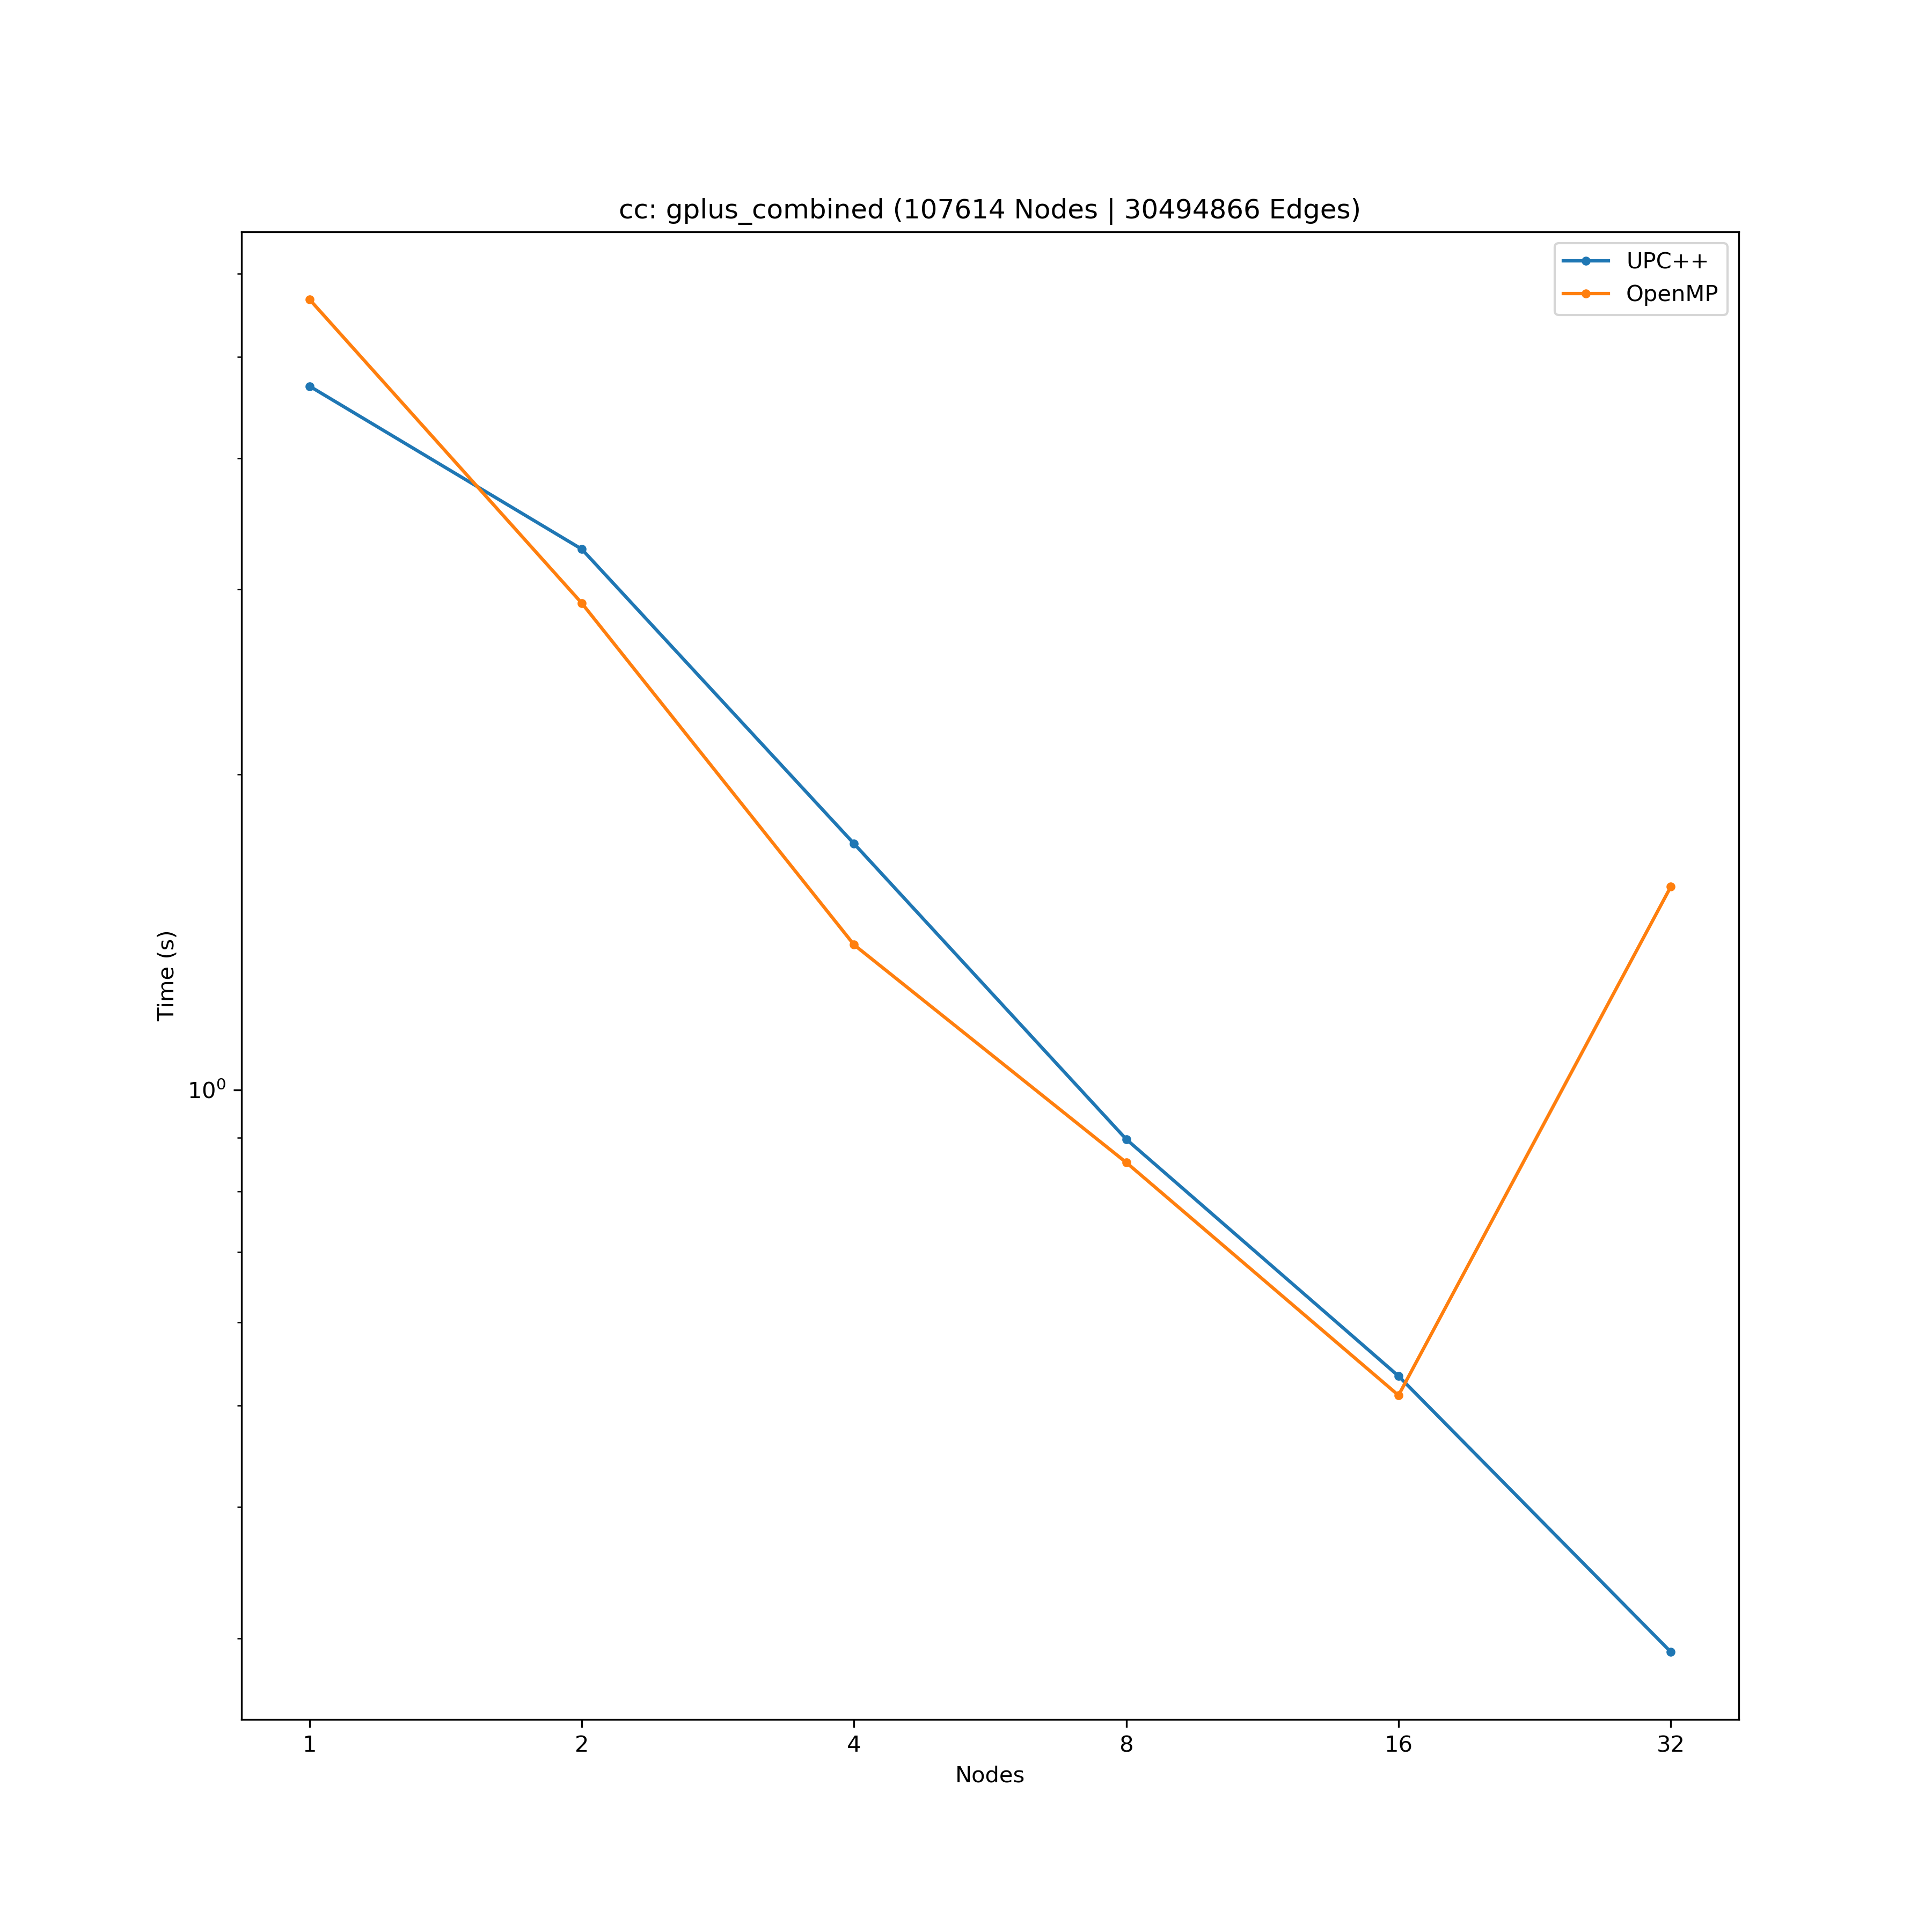 cc: gplus_combined (107614 Nodes | 30494866 Edges)
UPC++
OpenMP
Time (s)
10⁰
1 2 4 8 16 32
Nodes